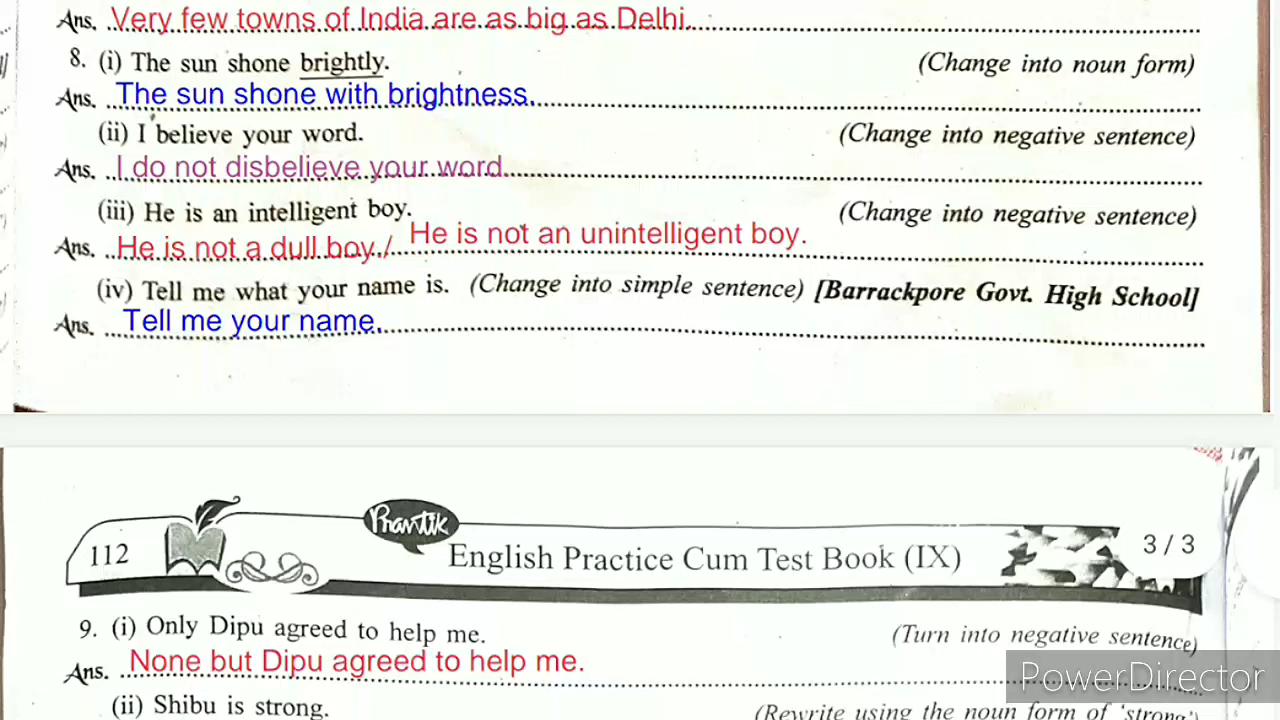 Ans. Very few towns of India are as big as Delhi.
8. (i) The sun shone brightly. (Change into noun form)
Ans. The sun shone with brightness.
(ii) I believe your word. (Change into negative sentence)
Ans. I do not disbelieve your word.
(iii) He is an intelligent boy. (Change into negative sentence)
Ans. He is not a dull boy./ He is not an unintelligent boy.
(iv) Tell me what your name is. (Change into simple sentence) [Barrackpore Govt. High School]
Ans. Tell me your name.
Prantik
112 English Practice Cum Test Book (IX) 3 / 3
9. (i) Only Dipu agreed to help me. (Turn into negative sentence)
Ans. None but Dipu agreed to help me.
PowerDirector
(ii) Shibu is strong. (Rewrite using the noun form of 'strong')